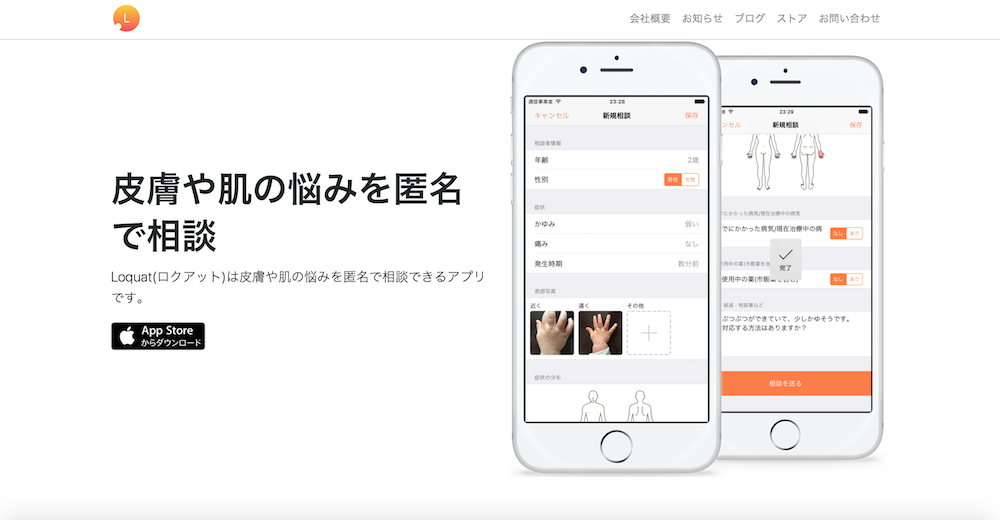 L
会社概要 お知らせ ブログ ストア お問い合わせ
皮膚や肌の悩みを匿名
で相談
Loquat(ロクアット)は皮膚や肌の悩みを匿名で相談できるアプリ
です。
App Store
からダウンロード
通信事業者 23:28
キャンセル 新規相談 保存
相談者情報
年齢 2歳
性別 男性 女性
症状
かゆみ 弱い
痛み なし
発生時期 数分前
患部写真
近く 遠く その他
症状の分布
者 23:29
ンセル 新規相談 保存
でにかかった病気/現在治療中の病気
でにかかった病気/現在治療中の病 なし あり
完了
使用中の薬(市販薬を含
使用中の薬(市販薬を含む) なし あり
経過・相談事など
ぶつぶつができていて、少しかゆそうです。
対応する方法はありますか？
相談を送る